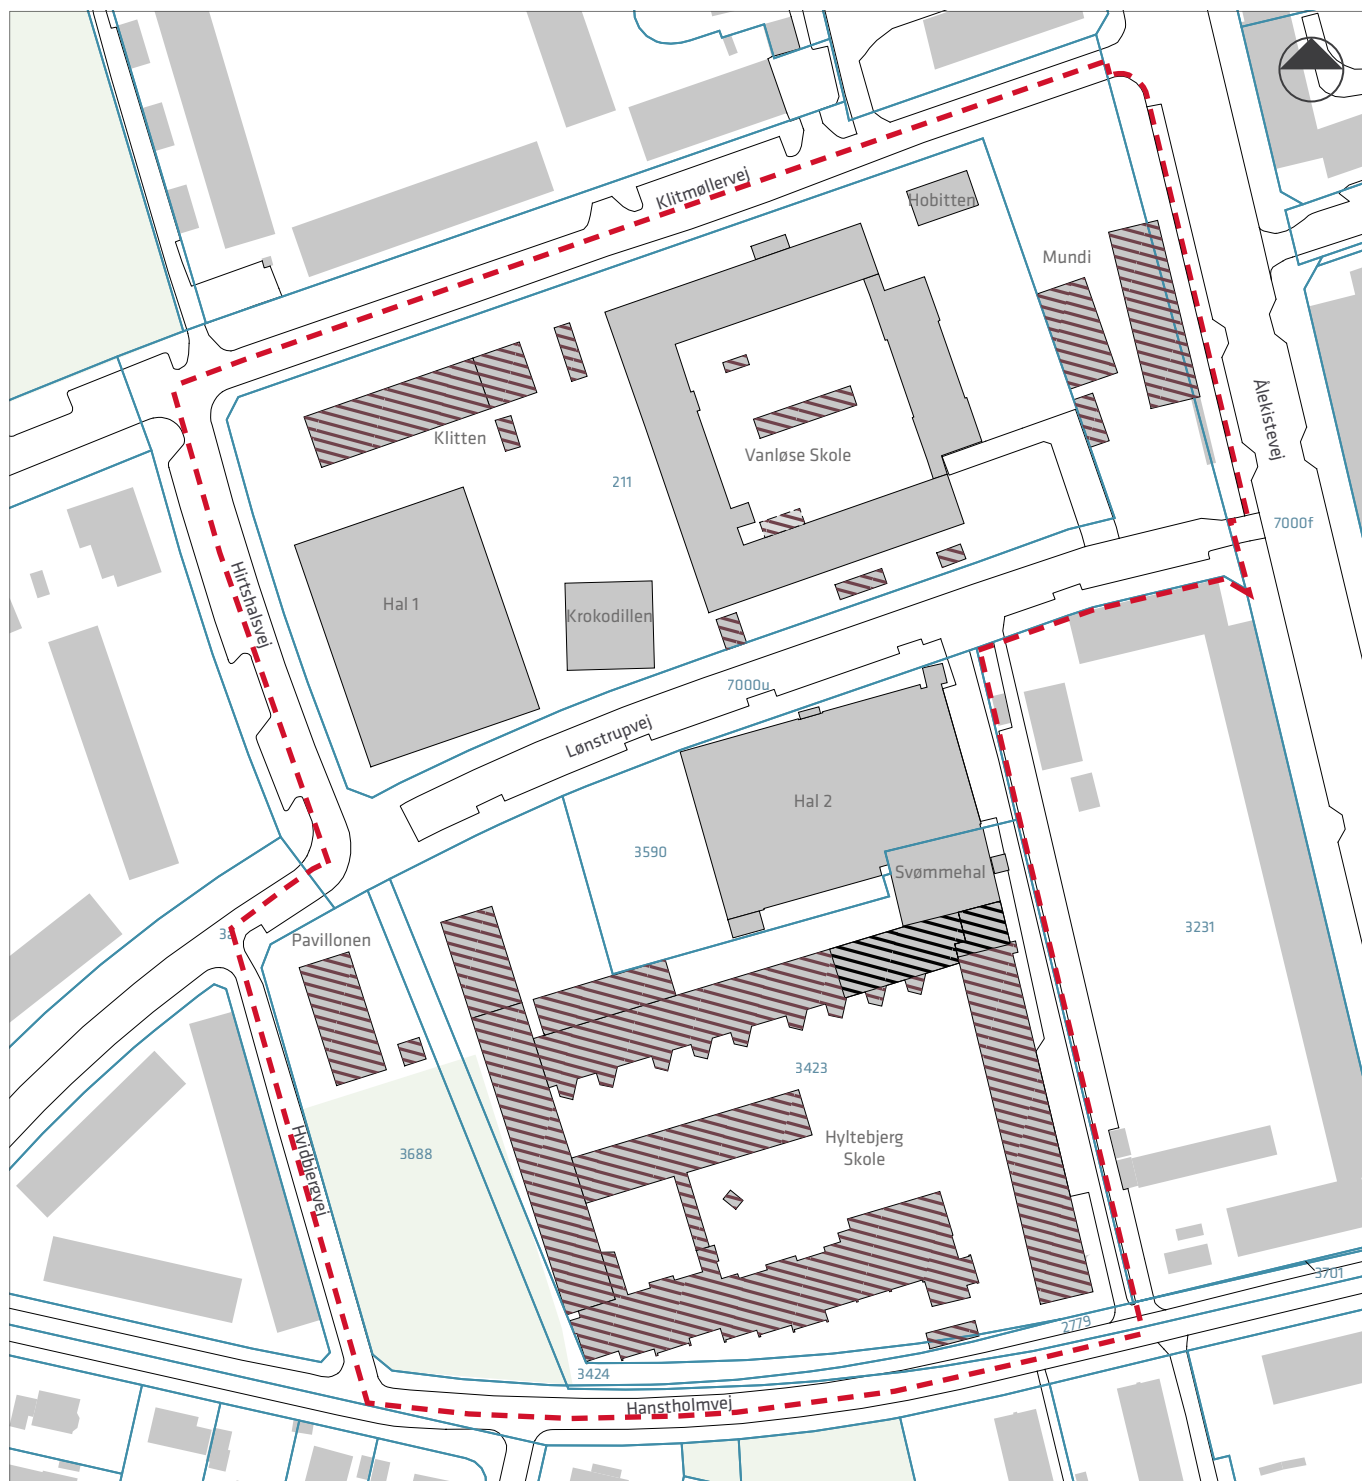 Klitmøllervej
Hobitten
Mundi
Ålekistevej
Klitten
Vanløse Skole
211
7000f
Hirtshalsvej
Hal 1
Krokodillen
7000u
Lønstrupvej
Hal 2
3590
Svømmehal
Pavillonen
3231
3423
Hyltebjerg
Skole
3688
Hvidbjergvej
3701
2779
3424
Hanstholmvej